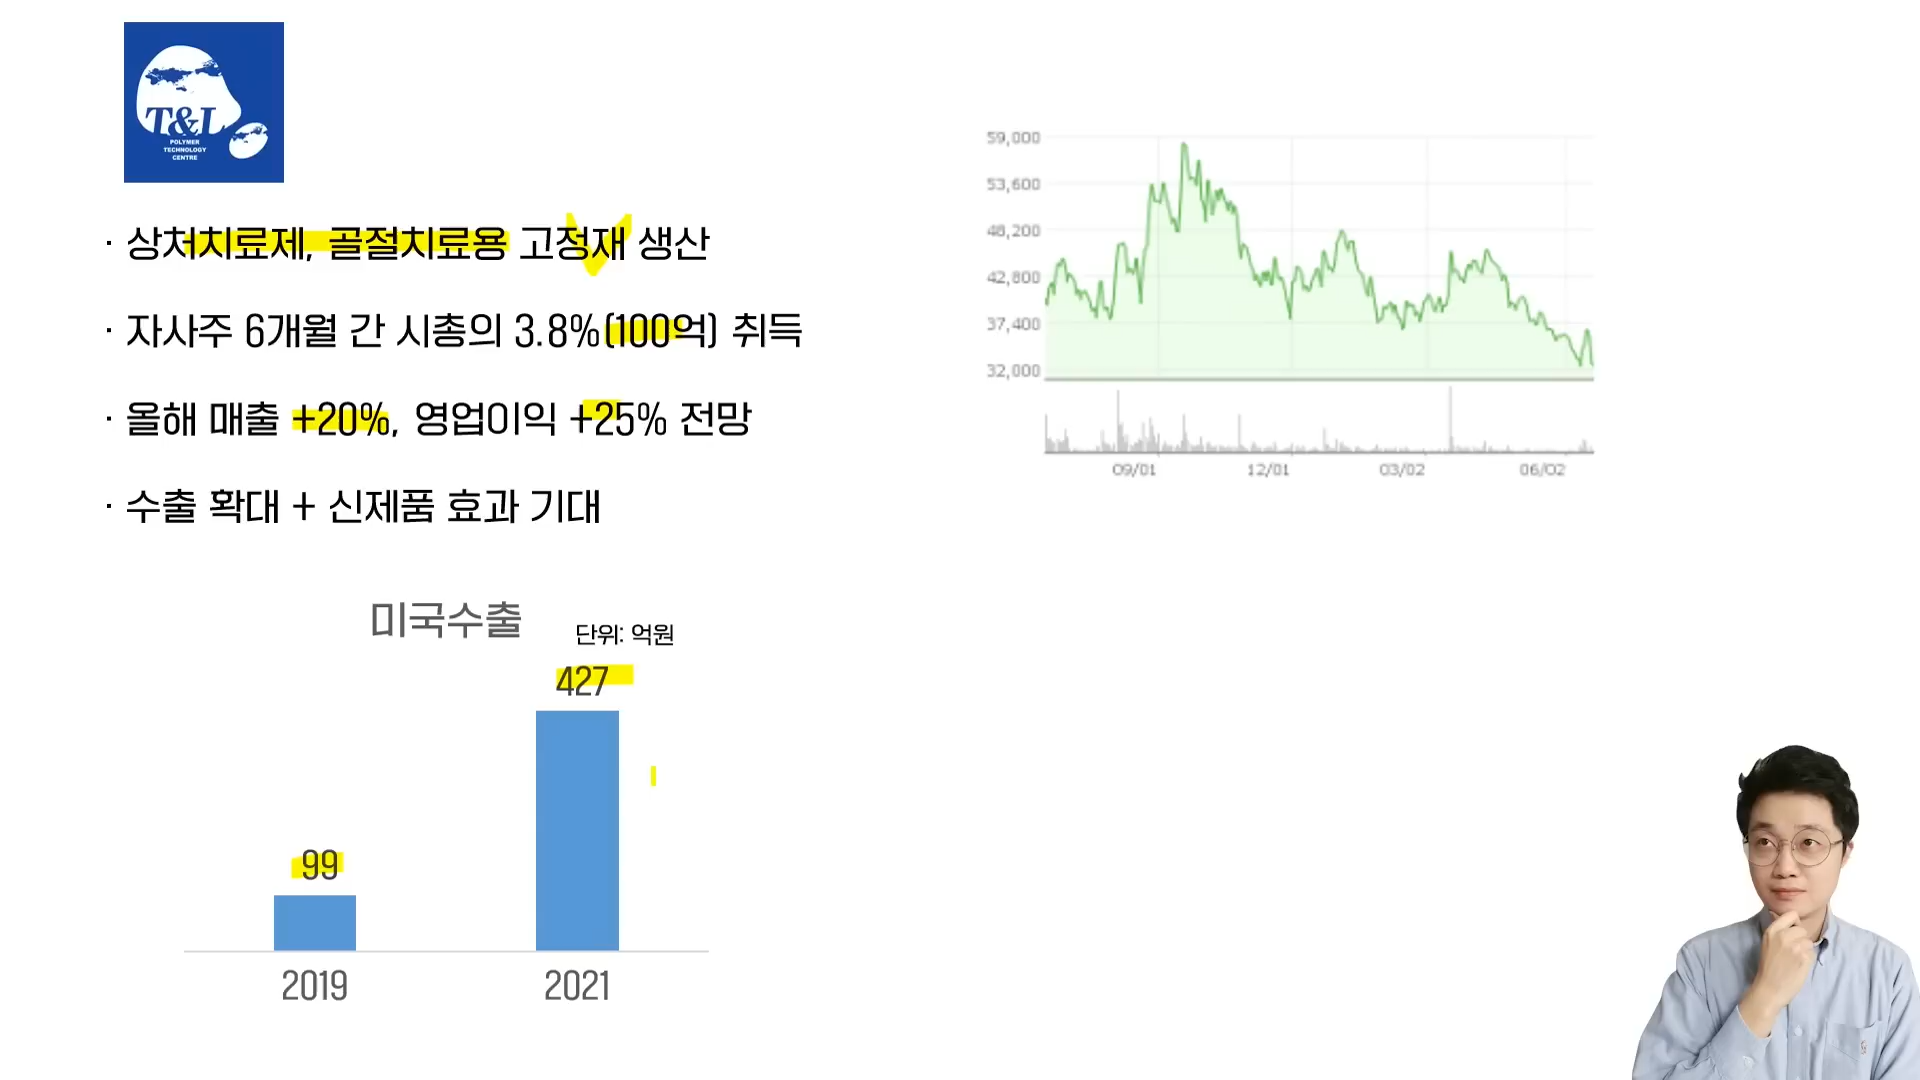 T&L
POLYMER
TECHNOLOGY
CENTRE
· 상처치료제, 골절치료용 고정재 생산
· 자사주 6개월 간 시총의 3.8%(100억) 취득
· 올해 매출 +20%, 영업이익 +25% 전망
· 수출 확대 + 신제품 효과 기대
미국수출
단위: 억원
427
99
2019
2021
59,000
53,600
48,200
42,800
37,400
32,000
09/01
12/01
03/02
06/02